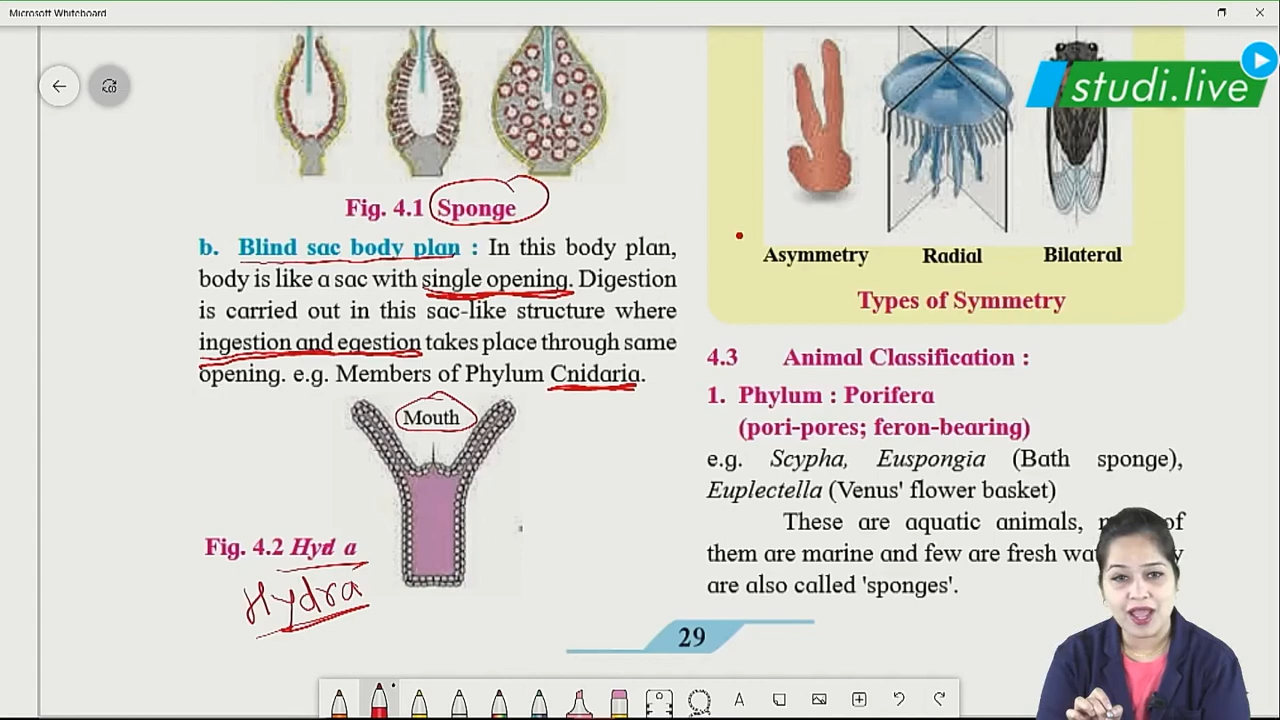 Microsoft Whiteboard
studi.live
Fig. 4.1 Sponge
b. Blind sac body plan : In this body plan,
body is like a sac with single opening. Digestion
is carried out in this sac-like structure where
ingestion and egestion takes place through same
opening. e.g. Members of Phylum Cnidaria.
Mouth
Fig. 4.2 Hyd a
Hydra
Asymmetry Radial Bilateral
Types of Symmetry
4.3 Animal Classification :
1. Phylum : Porifera
(pori-pores; feron-bearing)
e.g. Scypha, Euspongia (Bath sponge),
Euplectella (Venus' flower basket)
These are aquatic animals, of
them are marine and few are fresh
are also called 'sponges'.
29
A